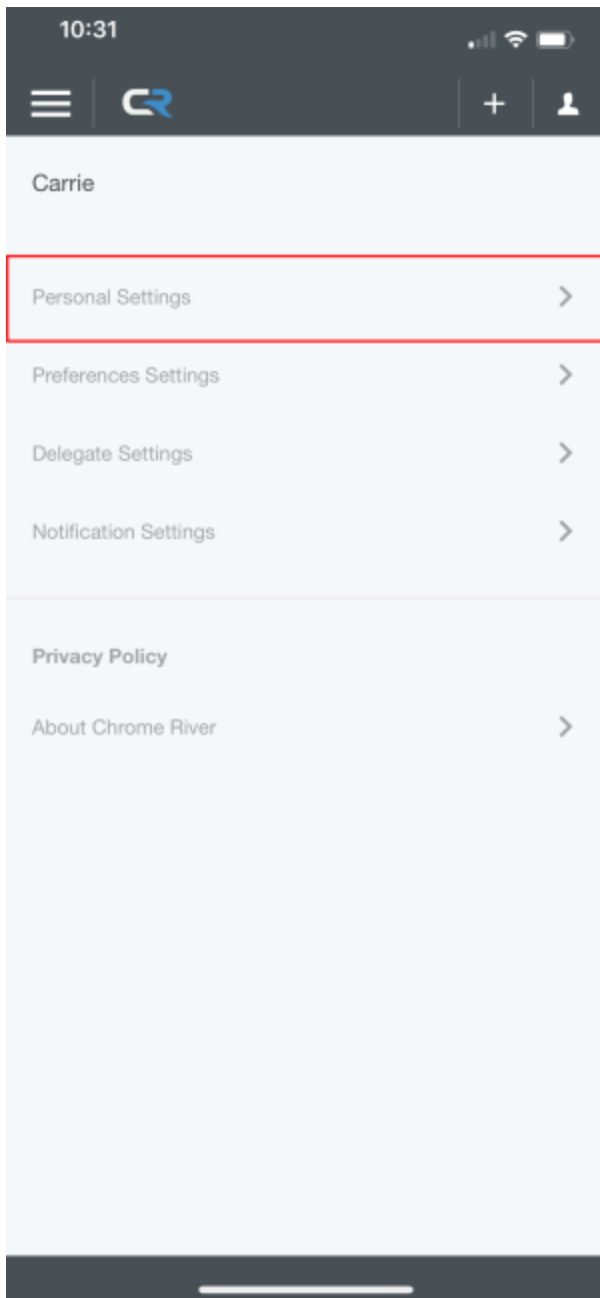 10:31
CR
Carrie
Personal Settings
Preferences Settings
Delegate Settings
Notification Settings
Privacy Policy
About Chrome River